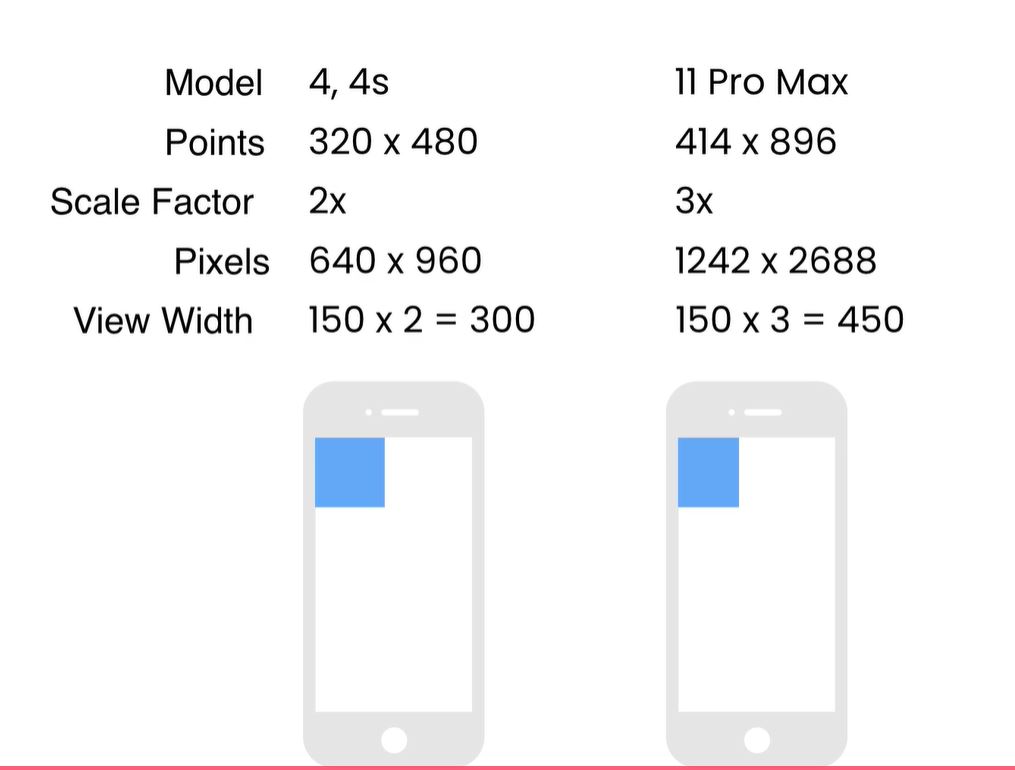 Model 4, 4s 11 Pro Max
Points 320 x 480 414 x 896
Scale Factor 2x 3x
Pixels 640 x 960 1242 x 2688
View Width 150 x 2 = 300 150 x 3 = 450